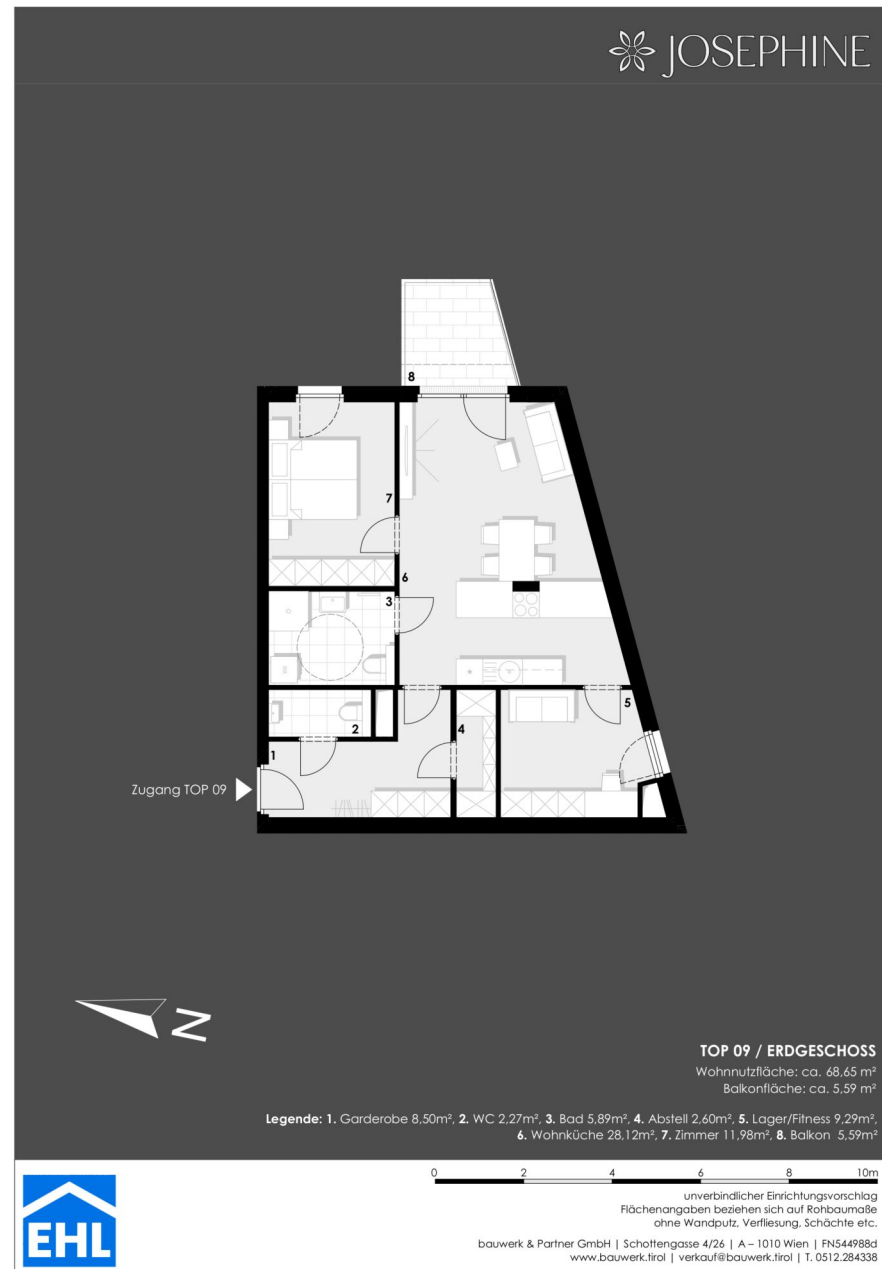 JOSEPHINE
8
7
6
3
2
1
4
5
Zugang TOP 09
N
TOP 09 / ERDGESCHOSS
Wohnnutzfläche: ca. 68,65 m²
Balkonfläche: ca. 5,59 m²
Legende: 1. Garderobe 8,50m², 2. WC 2,27m², 3. Bad 5,89m², 4. Abstell 2,60m², 5. Lager/Fitness 9,29m²,
6. Wohnküche 28,12m², 7. Zimmer 11,98m², 8. Balkon 5,59m²
0 2 4 6 8 10m
EHL
unverbindlicher Einrichtungsvorschlag
Flächenangaben beziehen sich auf Rohbaumaße
ohne Wandputz, Verfliesung, Schächte etc.
bauwerk & Partner GmbH | Schottengasse 4/26 | A – 1010 Wien | FN544988d
www.bauwerk.tirol | verkauf@bauwerk.tirol | T. 0512.284338